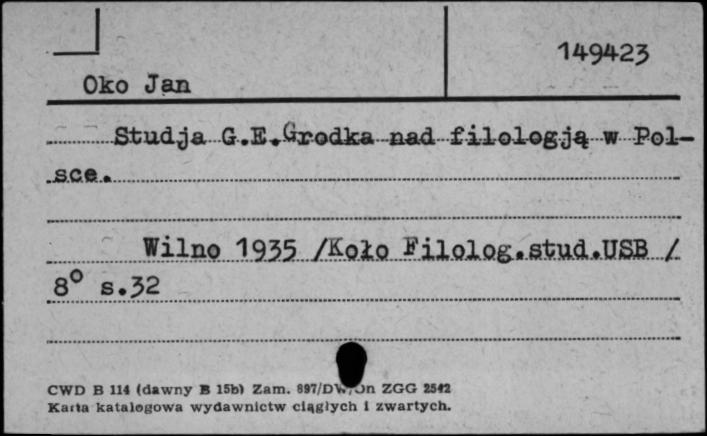 149423
Oko Jan
Studja G.E.Grodka nad filologją w Pol-
sce.
Wilno 1935 /Koło Filolog.stud.USB /
8° s.32
CWD B 114 (dawny B 15b) Zam. 897/DW/Jn ZGG 2542
Karta katalogowa wydawnictw ciągłych i zwartych.